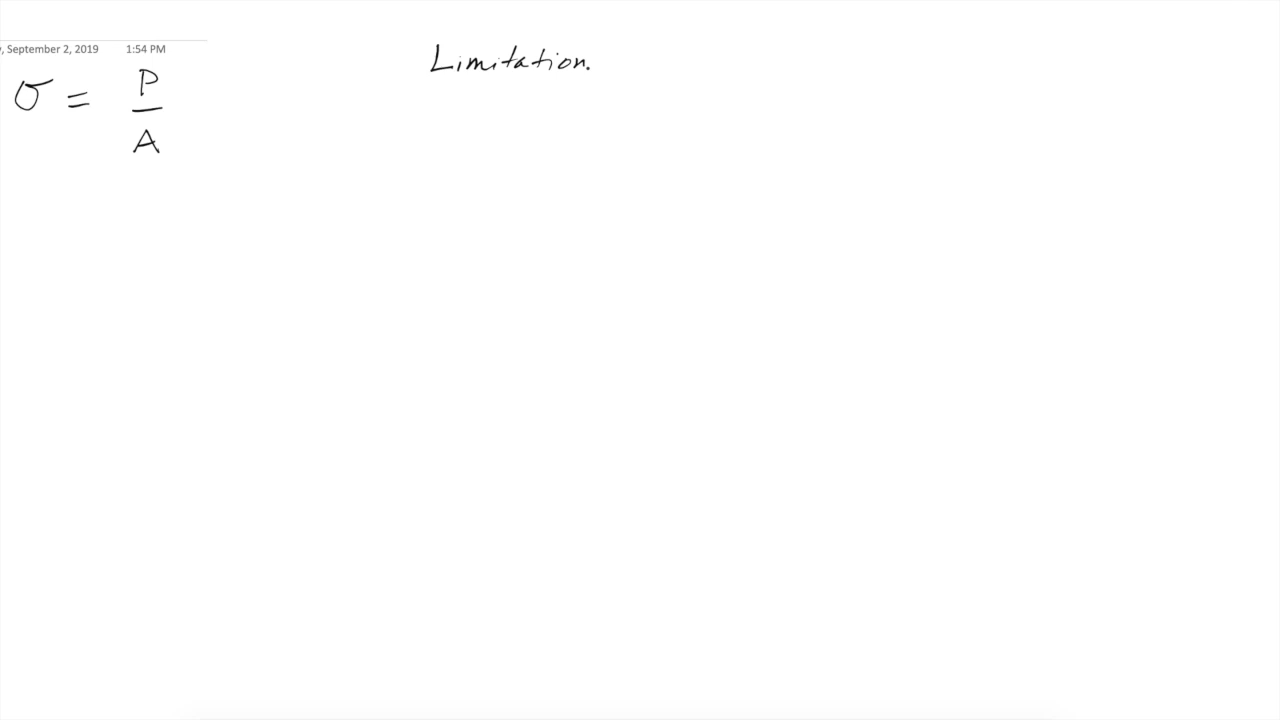 , September 2, 2019 1:54 PM
Limitation.
σ = P
A